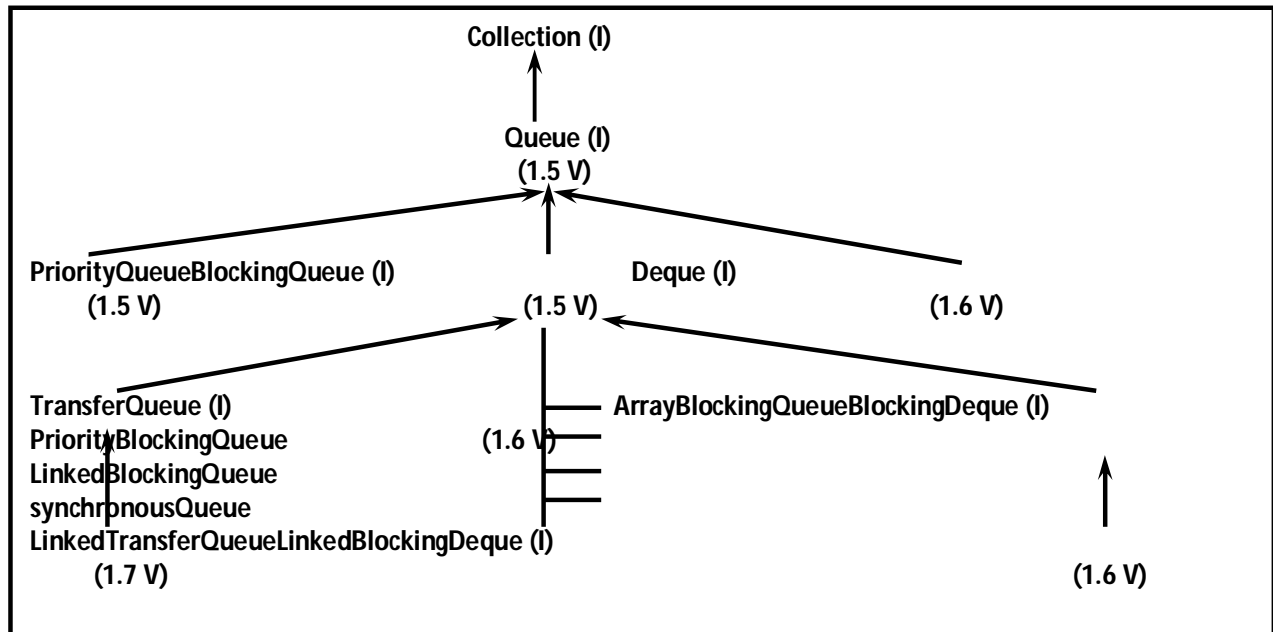 Collection (I)
Queue (I)
(1.5 V)
PriorityQueueBlockingQueue (I) Deque (I)
(1.5 V) (1.5 V) (1.6 V)
TransferQueue (I) ArrayBlockingQueueBlockingDeque (I)
PriorityBlockingQueue (1.6 V)
LinkedBlockingQueue
synchronousQueue
LinkedTransferQueueLinkedBlockingDeque (I)
(1.7 V) (1.6 V)